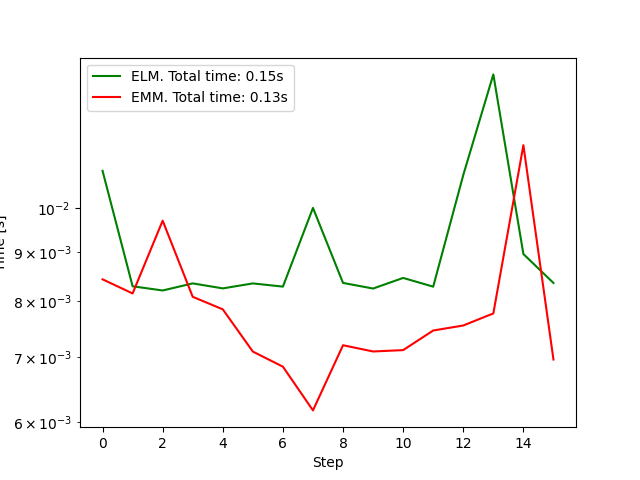 ELM. Total time: 0.15s
EMM. Total time: 0.13s
10⁻²
9 × 10⁻³
8 × 10⁻³
7 × 10⁻³
6 × 10⁻³
0 2 4 6 8 10 12 14
Step